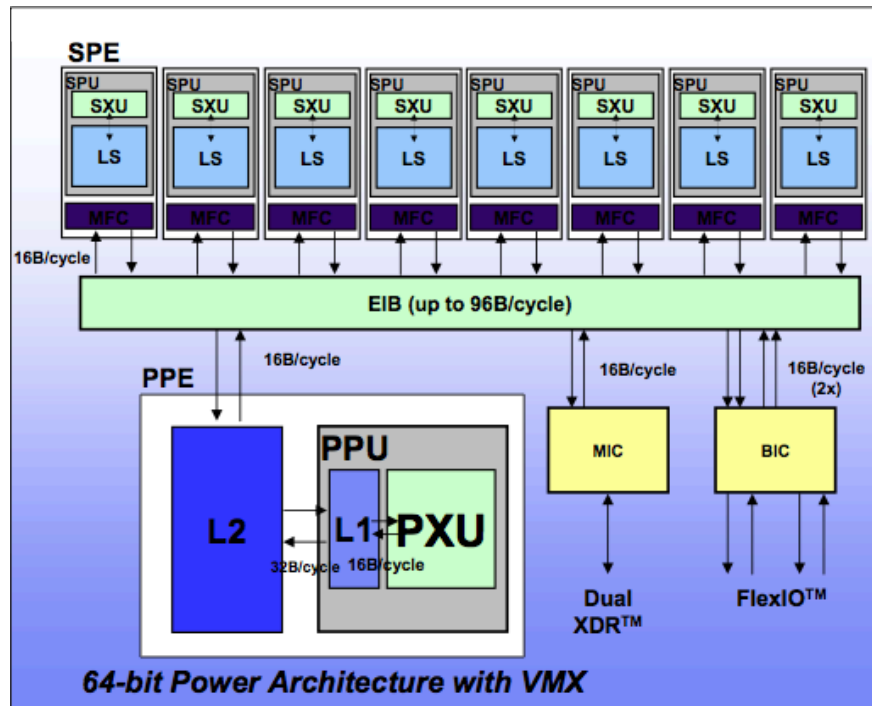 SPE
SPU SPU SPU SPU SPU SPU SPU SPU
SXU SXU SXU SXU SXU SXU SXU SXU
LS LS LS LS LS LS LS LS
MFC MFC MFC MFC MFC MFC MFC MFC
16B/cycle
EIB (up to 96B/cycle)
16B/cycle 16B/cycle 16B/cycle
(2x)
PPE
PPU
MIC BIC
L2 L1 PXU
32B/cycle 16B/cycle
Dual FlexIO™
XDR™
64-bit Power Architecture with VMX